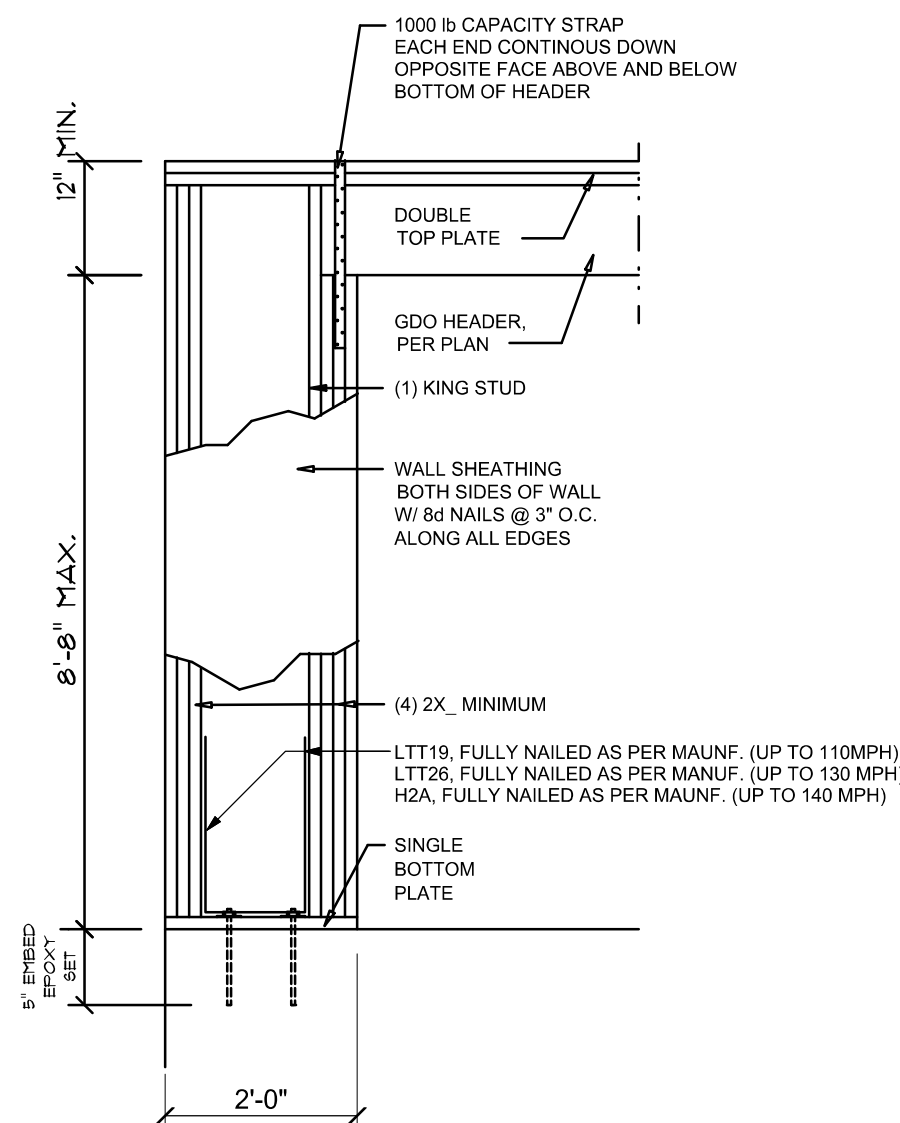 1000 lb CAPACITY STRAP
EACH END CONTINOUS DOWN
OPPOSITE FACE ABOVE AND BELOW
BOTTOM OF HEADER
12" MIN.
DOUBLE
TOP PLATE
GDO HEADER,
PER PLAN
(1) KING STUD
WALL SHEATHING
BOTH SIDES OF WALL
W/ 8d NAILS @ 3" O.C.
ALONG ALL EDGES
8'-8" MAX.
(4) 2X_ MINIMUM
LTT19, FULLY NAILED AS PER MAUNF. (UP TO 110MPH)
LTT26, FULLY NAILED AS PER MANUF. (UP TO 130 MPH)
H2A, FULLY NAILED AS PER MAUNF. (UP TO 140 MPH)
SINGLE
BOTTOM
PLATE
5" EMBED
EPOXY
SET
2'-0"